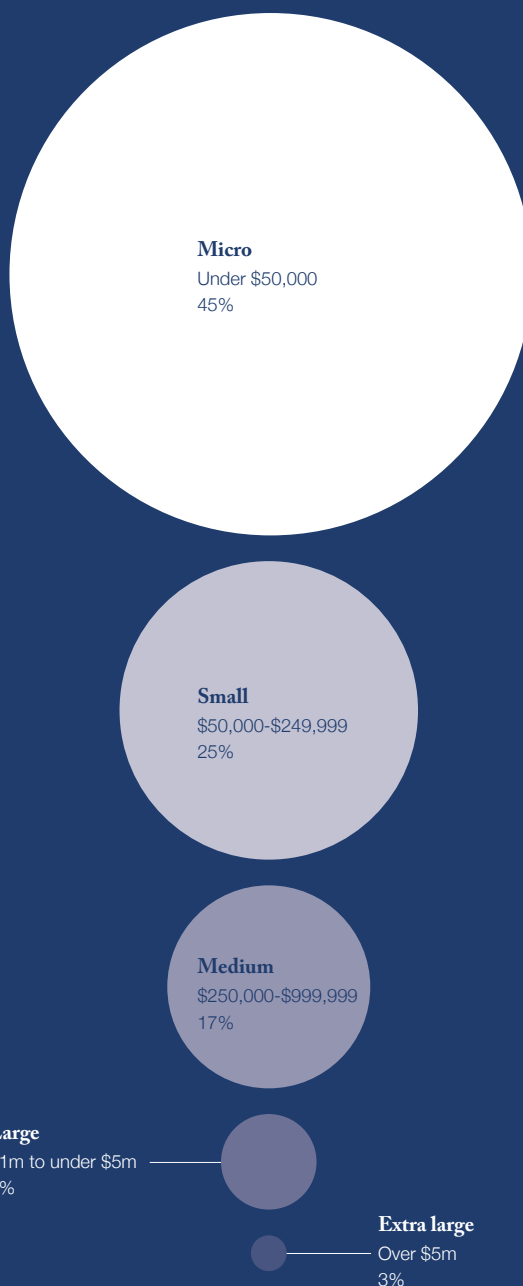 Micro
Under $50,000
45%
Small
$50,000-$249,999
25%
Medium
$250,000-$999,999
17%
1m to under $5m
%
Extra large
Over $5m
3%